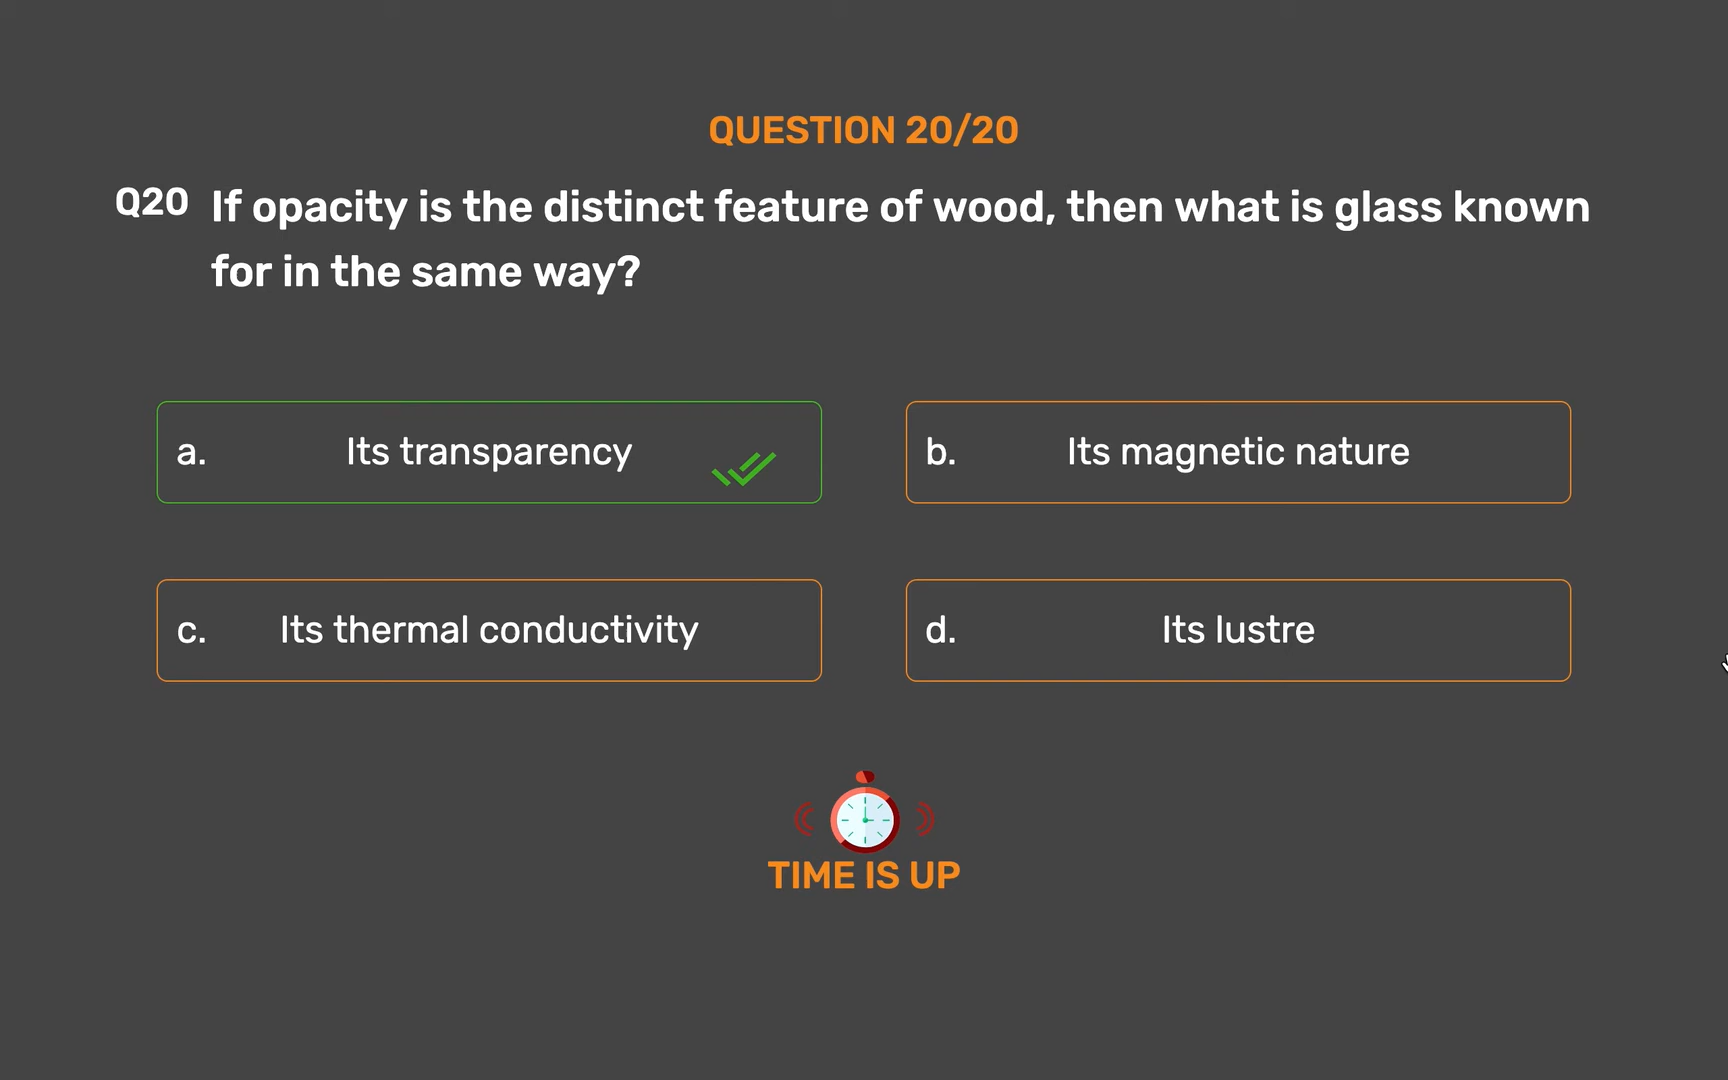 QUESTION 20/20
Q20 If opacity is the distinct feature of wood, then what is glass known
for in the same way?
a. Its transparency
b. Its magnetic nature
c. Its thermal conductivity
d. Its lustre
TIME IS UP